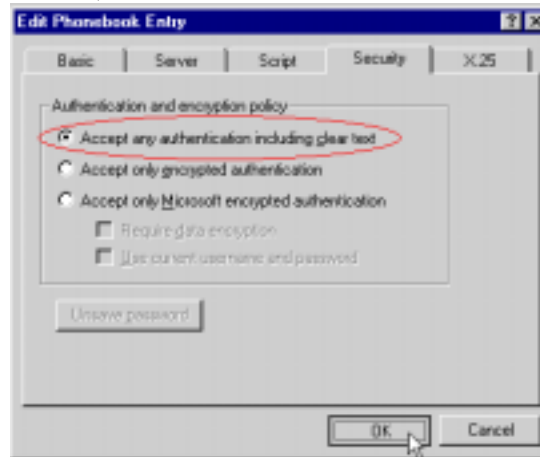 Edit Phonebook Entry
Basic Server Script Security X.25
Authentication and encryption policy
Accept any authentication including clear text
Accept only encrypted authentication
Accept only Microsoft encrypted authentication
Require data encryption
Use current username and password
Unsave password
OK Cancel